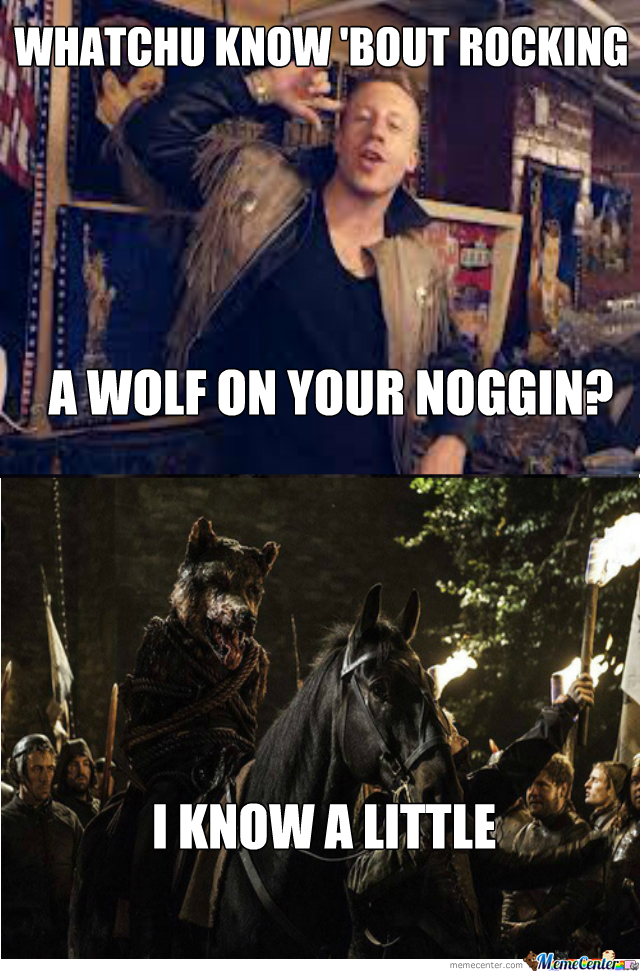 WHATCHU KNOW 'BOUT ROCKING
A WOLF ON YOUR NOGGIN?
I KNOW A LITTLE
memecenter.com MemeCenter